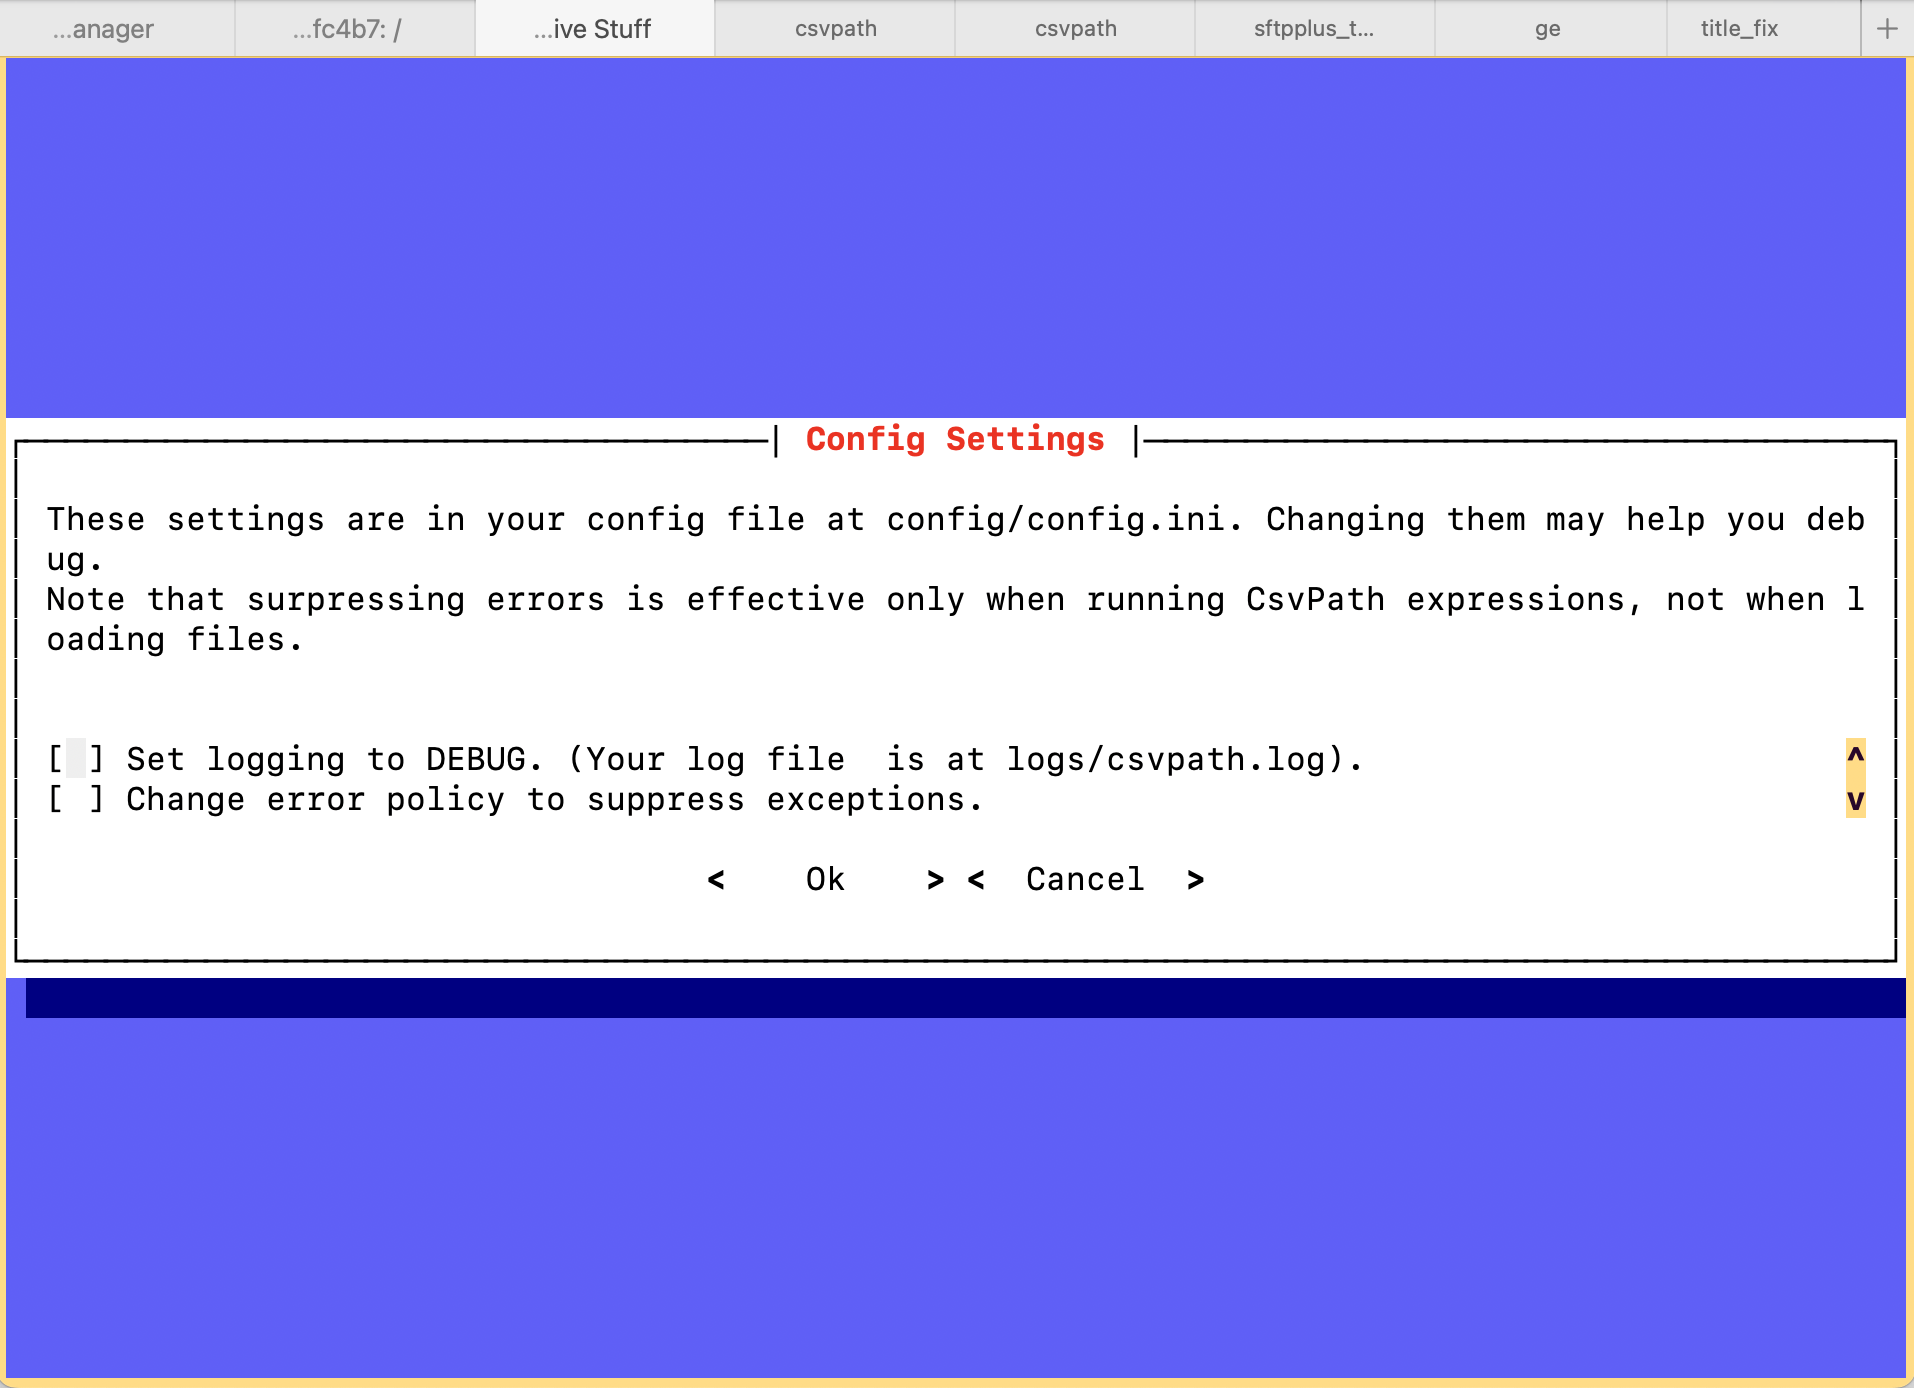 ...anager ...fc4b7: / ...ive Stuff csvpath csvpath sftpplus_t... ge title_fix +
| Config Settings |
These settings are in your config file at config/config.ini. Changing them may help you deb
ug.
Note that surpressing errors is effective only when running CsvPath expressions, not when l
oading files.
[ ] Set logging to DEBUG. (Your log file  is at logs/csvpath.log). ^
[ ] Change error policy to suppress exceptions. v
< Ok > < Cancel >